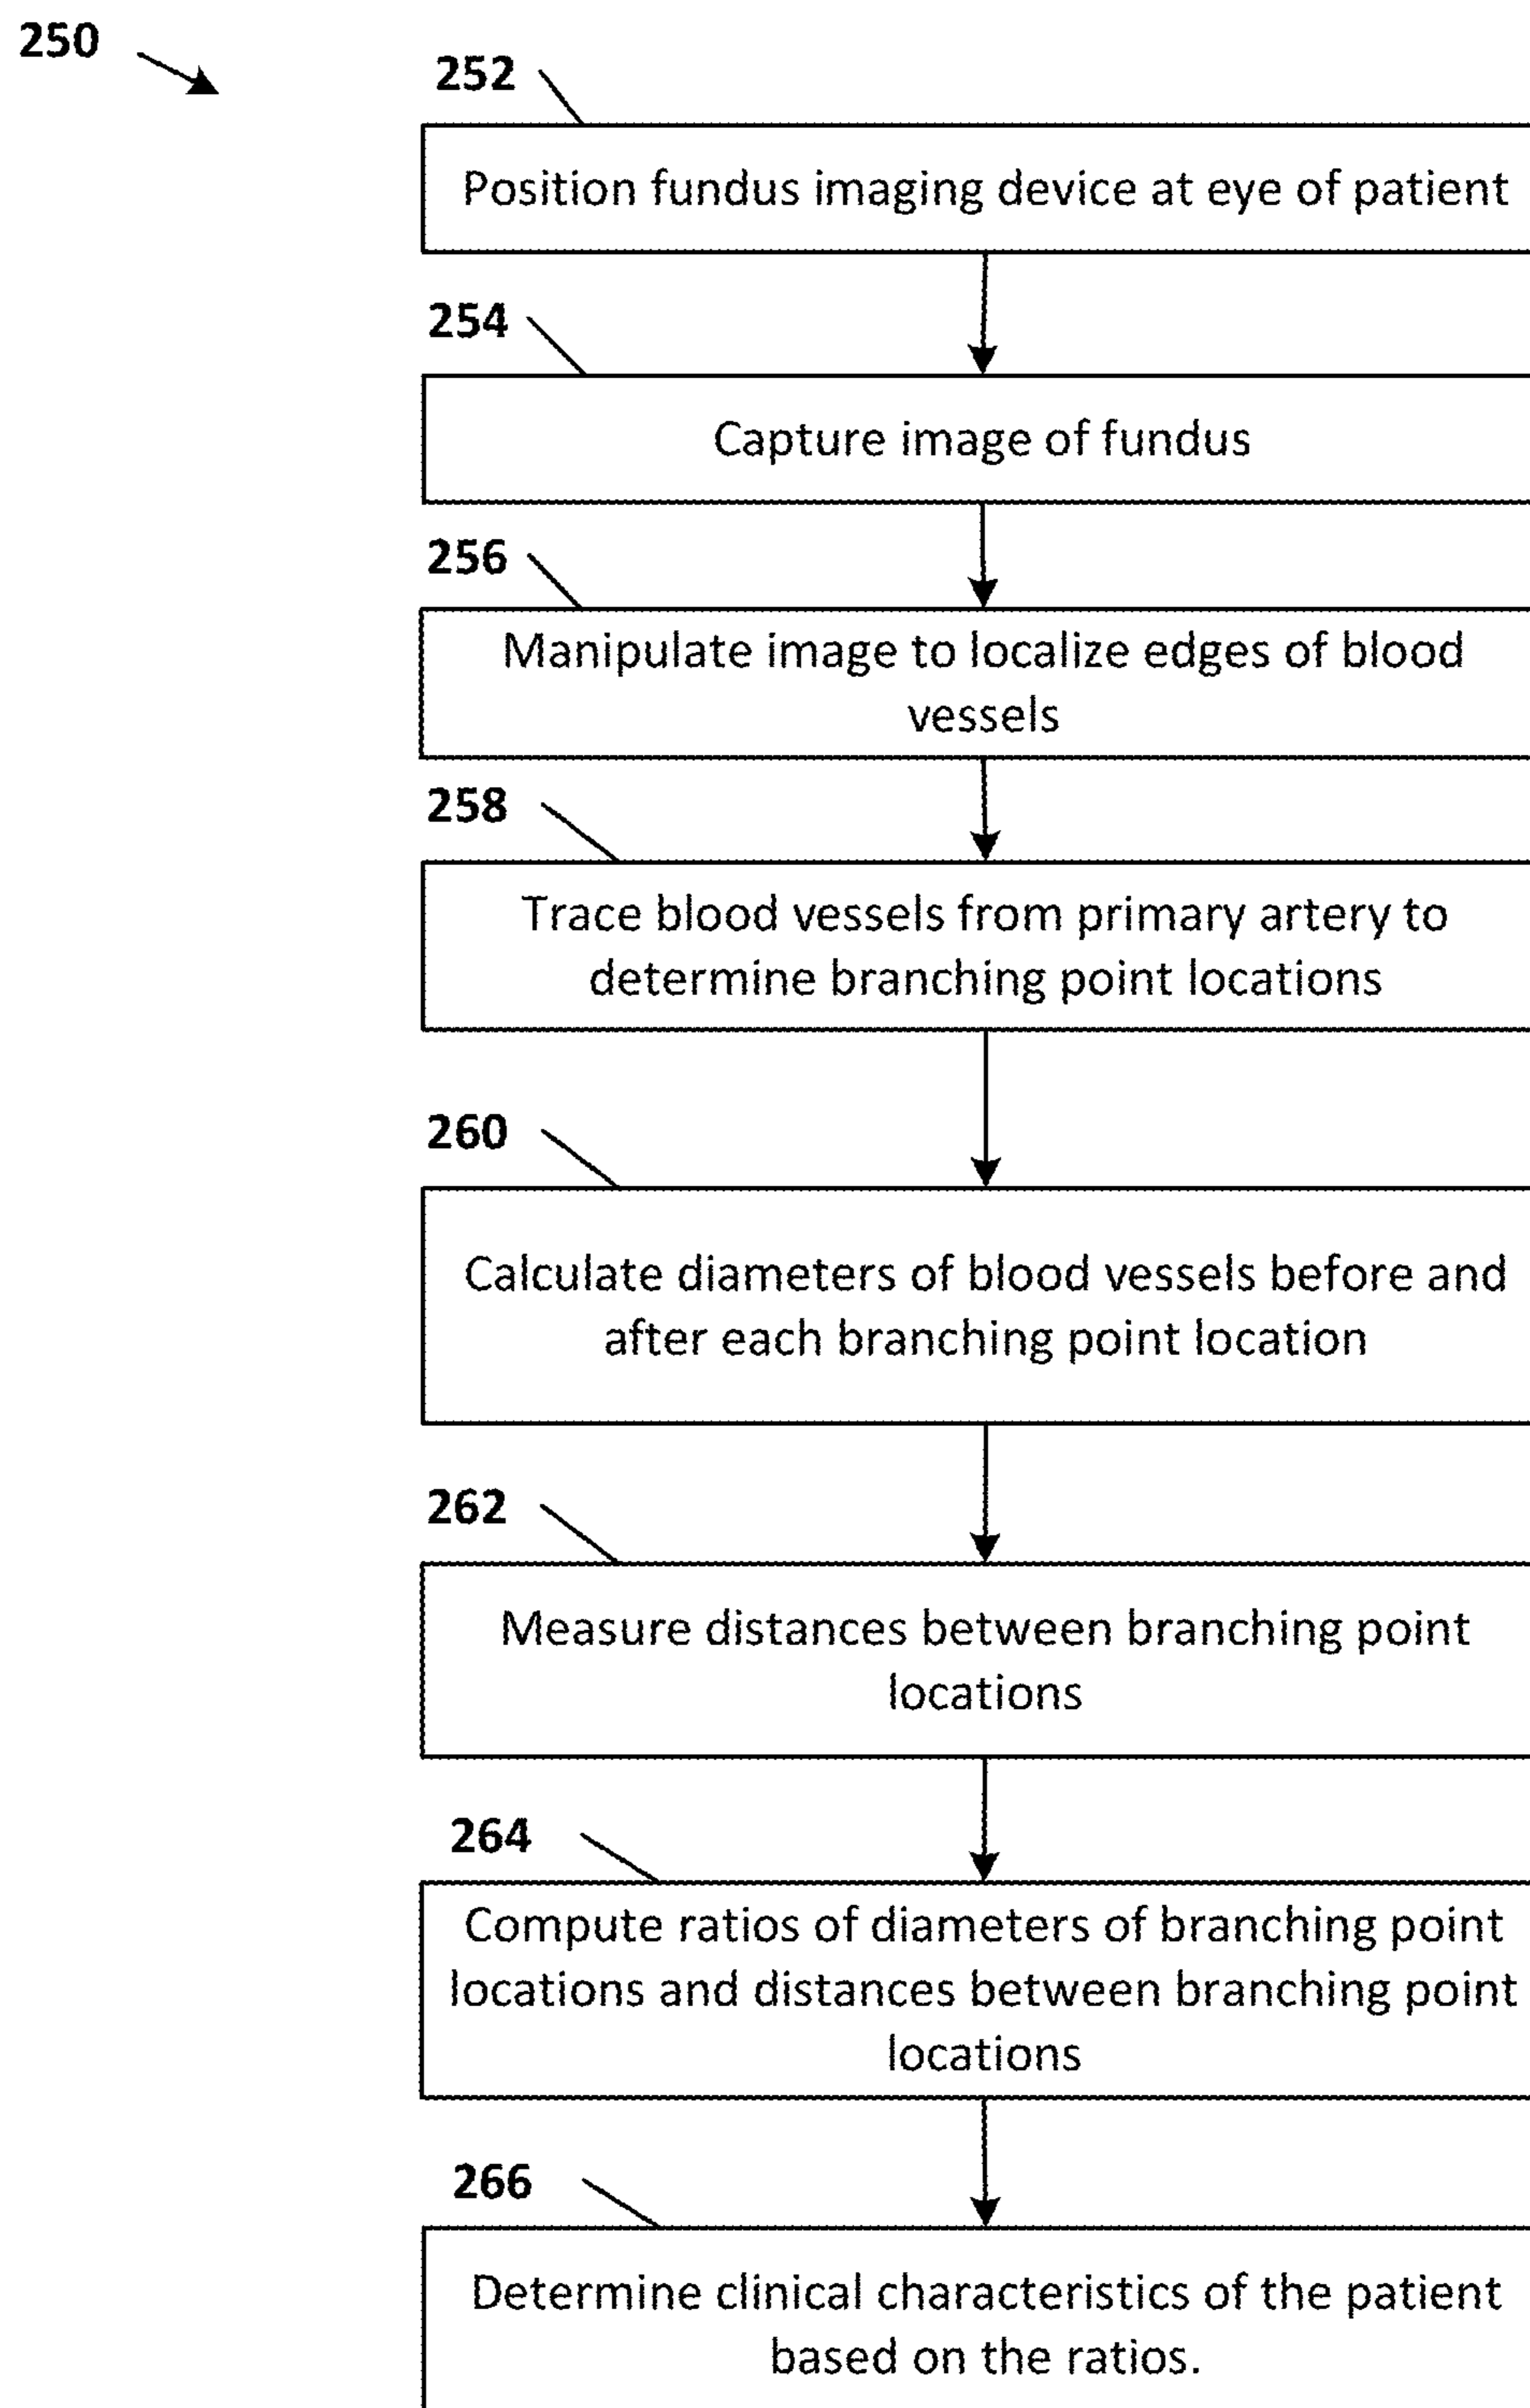 250
252
Position fundus imaging device at eye of patient
254
Capture image of fundus
256
Manipulate image to localize edges of blood
vessels
258
Trace blood vessels from primary artery to
determine branching point locations
260
Calculate diameters of blood vessels before and
after each branching point location
262
Measure distances between branching point
locations
264
Compute ratios of diameters of branching point
locations and distances between branching point
locations
266
Determine clinical characteristics of the patient
based on the ratios.